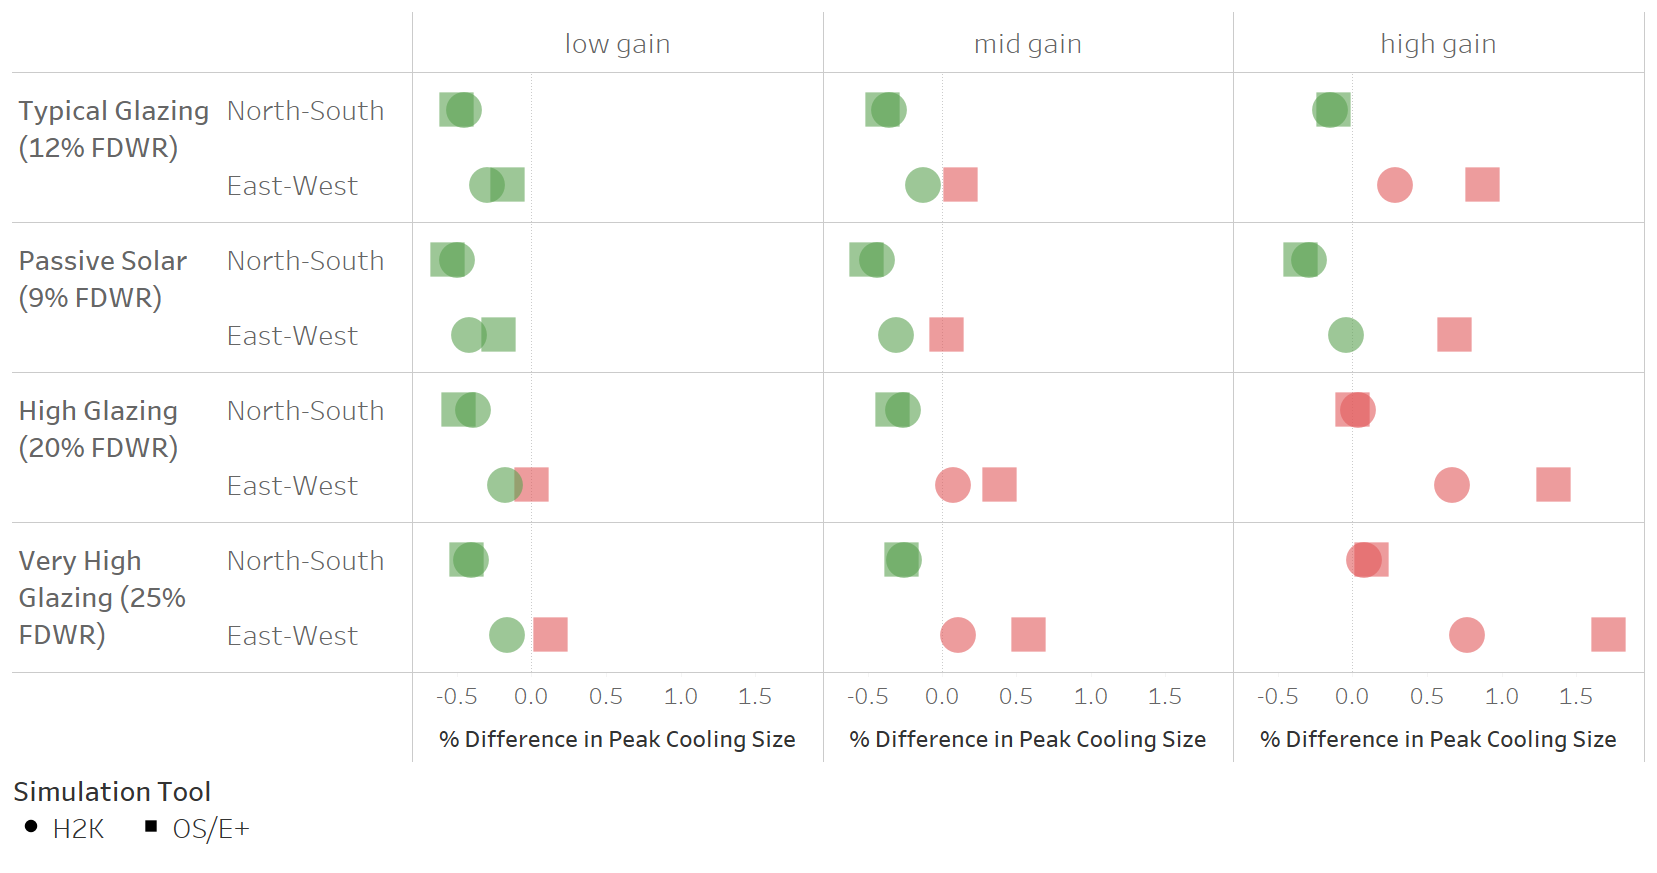 low gain mid gain high gain
Typical Glazing North-South
(12% FDWR)
East-West
Passive Solar North-South
(9% FDWR)
East-West
High Glazing North-South
(20% FDWR)
East-West
Very High North-South
Glazing (25%
FDWR) East-West
-0.5 0.0 0.5 1.0 1.5 -0.5 0.0 0.5 1.0 1.5 -0.5 0.0 0.5 1.0 1.5
% Difference in Peak Cooling Size % Difference in Peak Cooling Size % Difference in Peak Cooling Size
Simulation Tool
H2K OS/E+